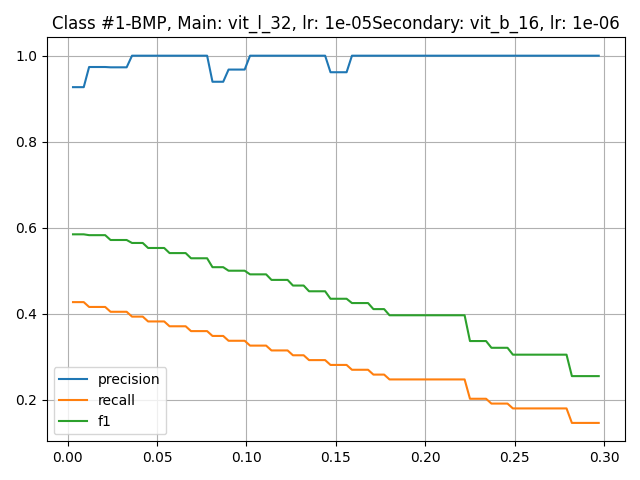 Class #1-BMP, Main: vit_l_32, lr: 1e-05Secondary: vit_b_16, lr: 1e-06
1.0
0.8
0.6
0.4
0.2
precision
recall
f1
0.00 0.05 0.10 0.15 0.20 0.25 0.30